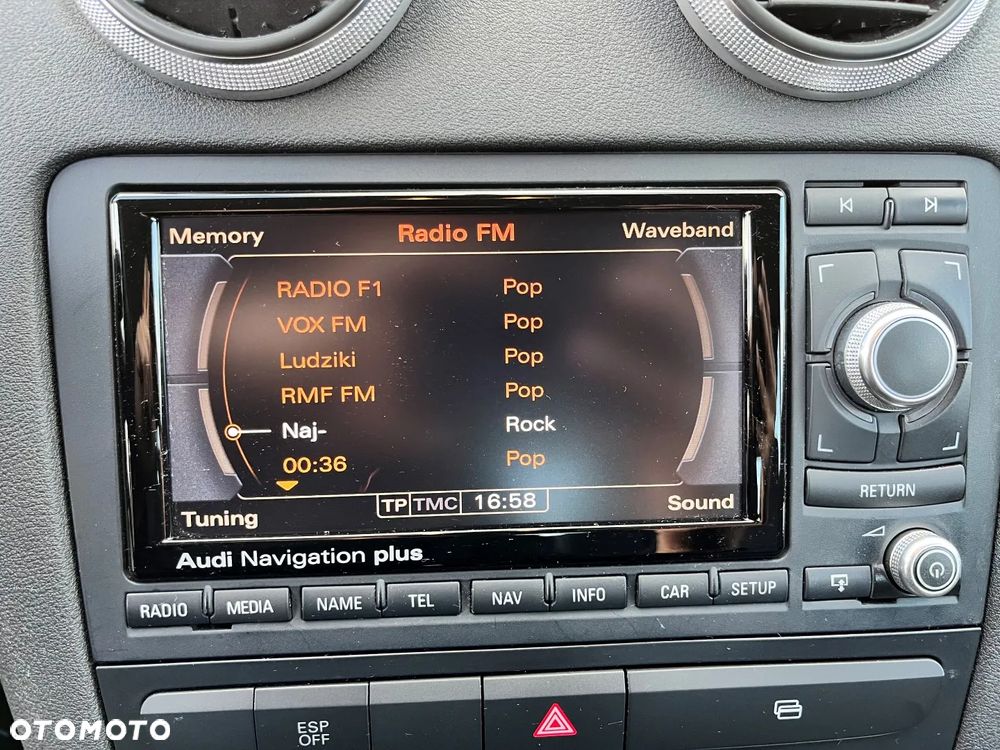 Memory Radio FM Waveband
RADIO F1 Pop
VOX FM Pop
Ludziki Pop
RMF FM Pop
Naj- Rock
00:36 Pop
TP TMC 16:58
Tuning Sound
Audi Navigation plus
RETURN
RADIO MEDIA NAME TEL NAV INFO CAR SETUP
ESP
OFF
OTOMOTO